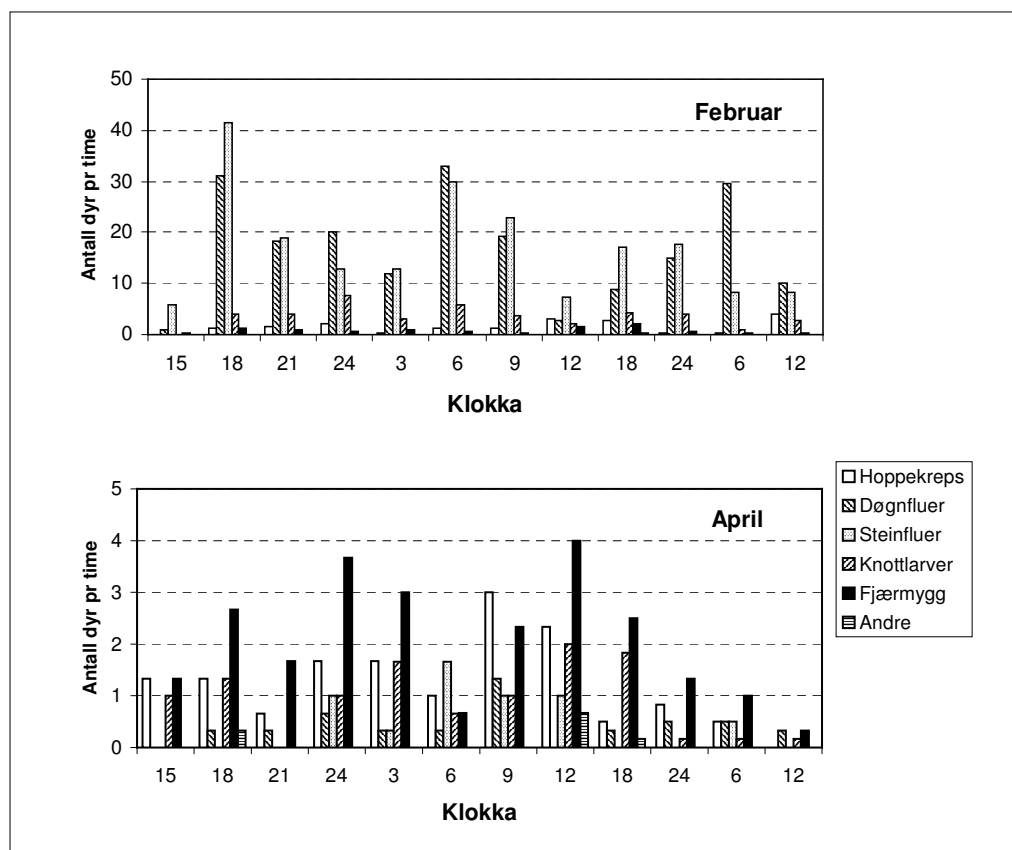 Februar
Antall dyr pr time
50
40
30
20
10
0
15 18 21 24 3 6 9 12 18 24 6 12
Klokka
April
Antall dyr pr time
5
4
3
2
1
0
15 18 21 24 3 6 9 12 18 24 6 12
Klokka
Hoppekreps
Døgnfluer
Steinfluer
Knottlarver
Fjærmygg
Andre